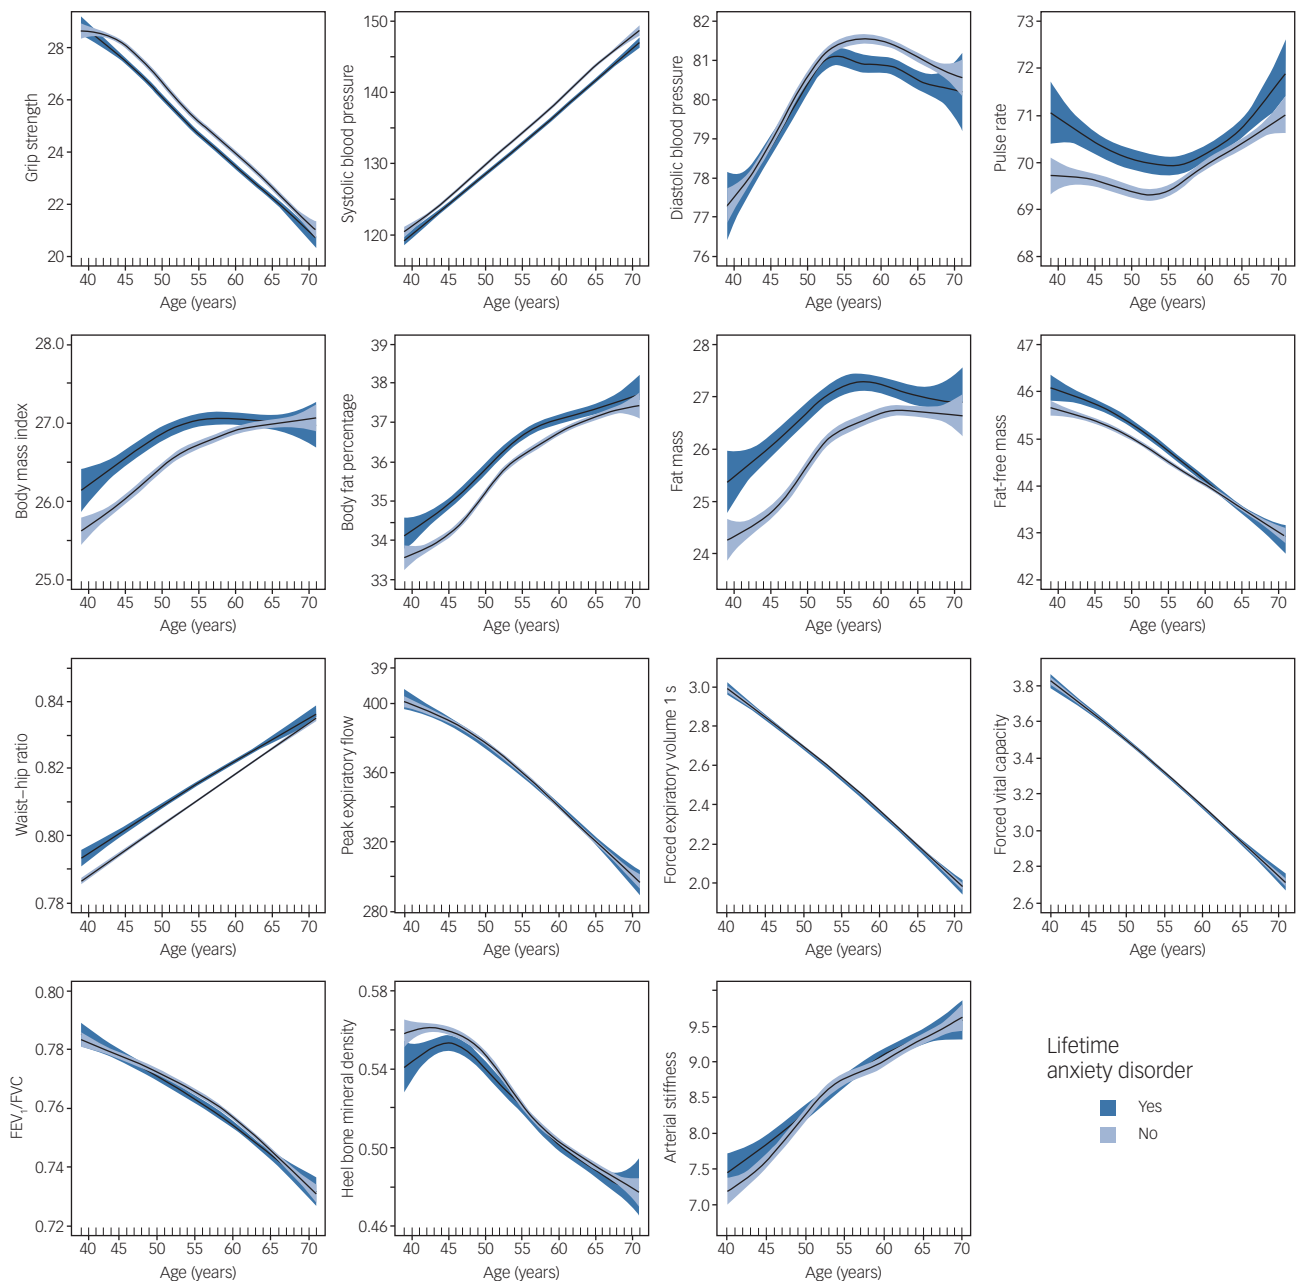 Grip strength
28
26
24
22
20
40 45 50 55 60 65 70
Age (years)
Systolic blood pressure
150
140
130
120
40 45 50 55 60 65 70
Age (years)
Diastolic blood pressure
82
81
80
79
78
77
76
40 45 50 55 60 65 70
Age (years)
Pulse rate
73
72
71
70
69
68
40 45 50 55 60 65 70
Age (years)
Body mass index
28.0
27.0
26.0
25.0
40 45 50 55 60 65 70
Age (years)
Body fat percentage
39
38
37
36
35
34
33
40 45 50 55 60 65 70
Age (years)
Fat mass
28
27
26
25
24
40 45 50 55 60 65 70
Age (years)
Fat-free mass
47
46
45
44
43
42
40 45 50 55 60 65 70
Age (years)
Waist–hip ratio
0.84
0.82
0.80
0.78
40 45 50 55 60 65 70
Age (years)
Peak expiratory flow
39
400
360
320
280
40 45 50 55 60 65 70
Age (years)
Forced expiratory volume 1 s
3.0
2.8
2.6
2.4
2.2
2.0
40 45 50 55 60 65 70
Age (years)
Forced vital capacity
3.8
3.6
3.4
3.2
3.0
2.8
2.6
40 45 50 55 60 65 70
Age (years)
FEV₁/FVC
0.80
0.78
0.76
0.74
0.72
40 45 50 55 60 65 70
Age (years)
Heel bone mineral density
0.58
0.54
0.50
0.46
40 45 50 55 60 65 70
Age (years)
Arterial stiffness
9.5
9.0
8.5
8.0
7.5
7.0
40 45 50 55 60 65 70
Age (years)
Lifetime
anxiety disorder
Yes
No